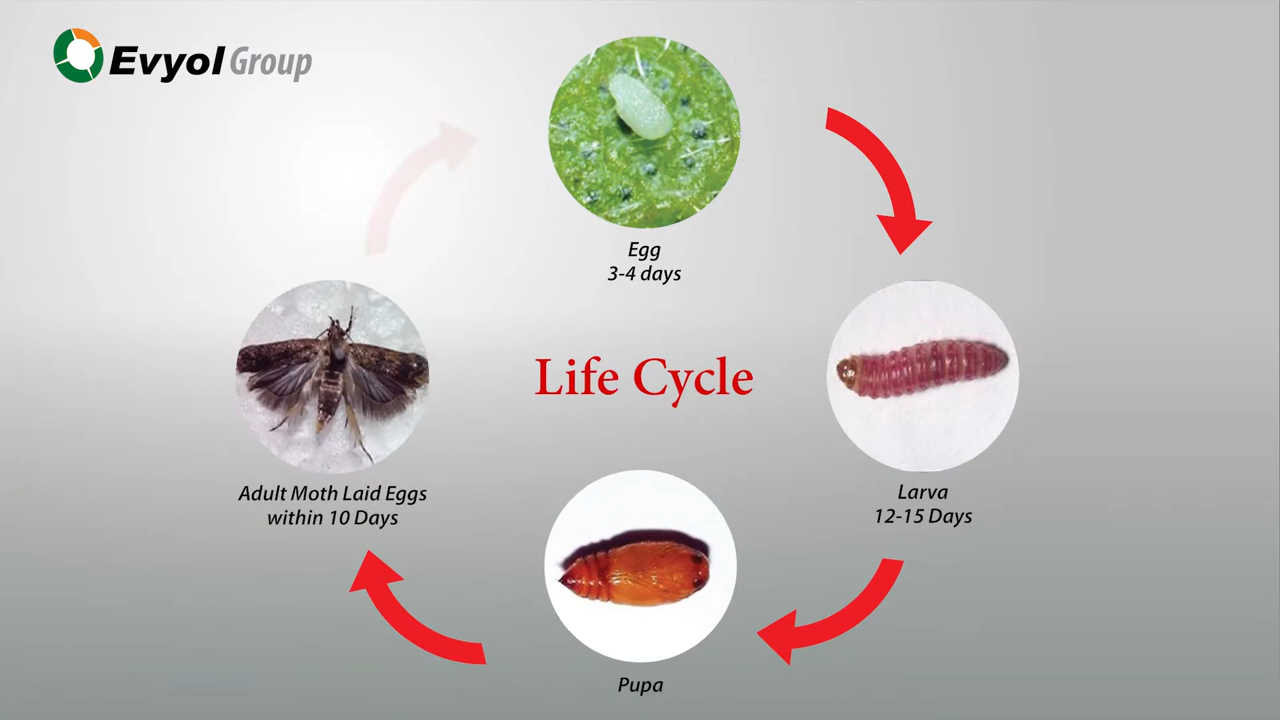 Evyol Group
Egg
3-4 days
Life Cycle
Adult Moth Laid Eggs
within 10 Days
Larva
12-15 Days
Pupa